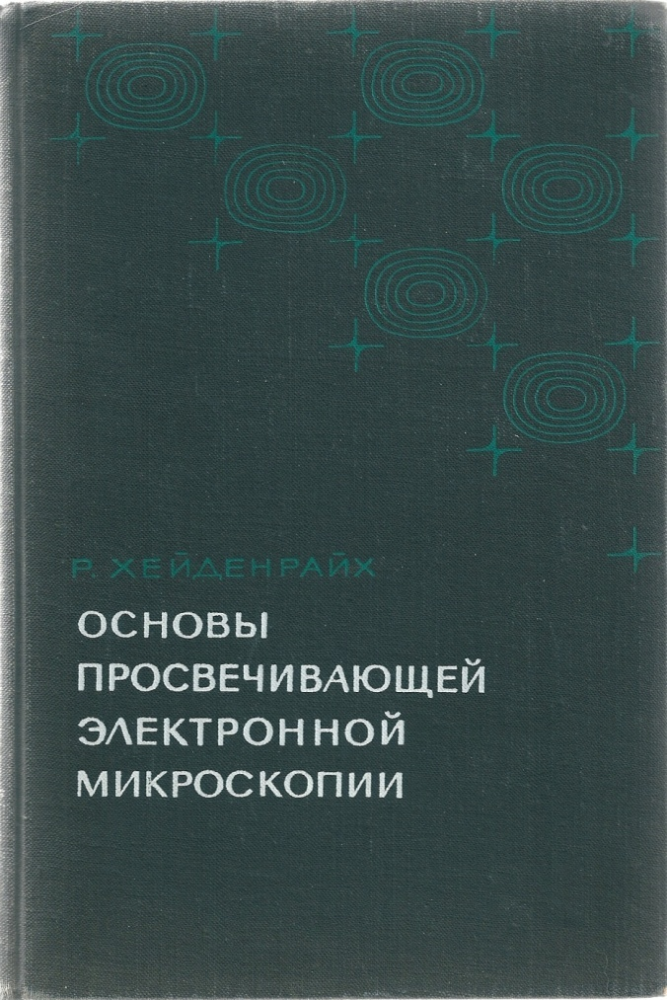 Р. ХЕЙДЕНРАЙХ
ОСНОВЫ
ПРОСВЕЧИВАЮЩЕЙ
ЭЛЕКТРОННОЙ
МИКРОСКОПИИ